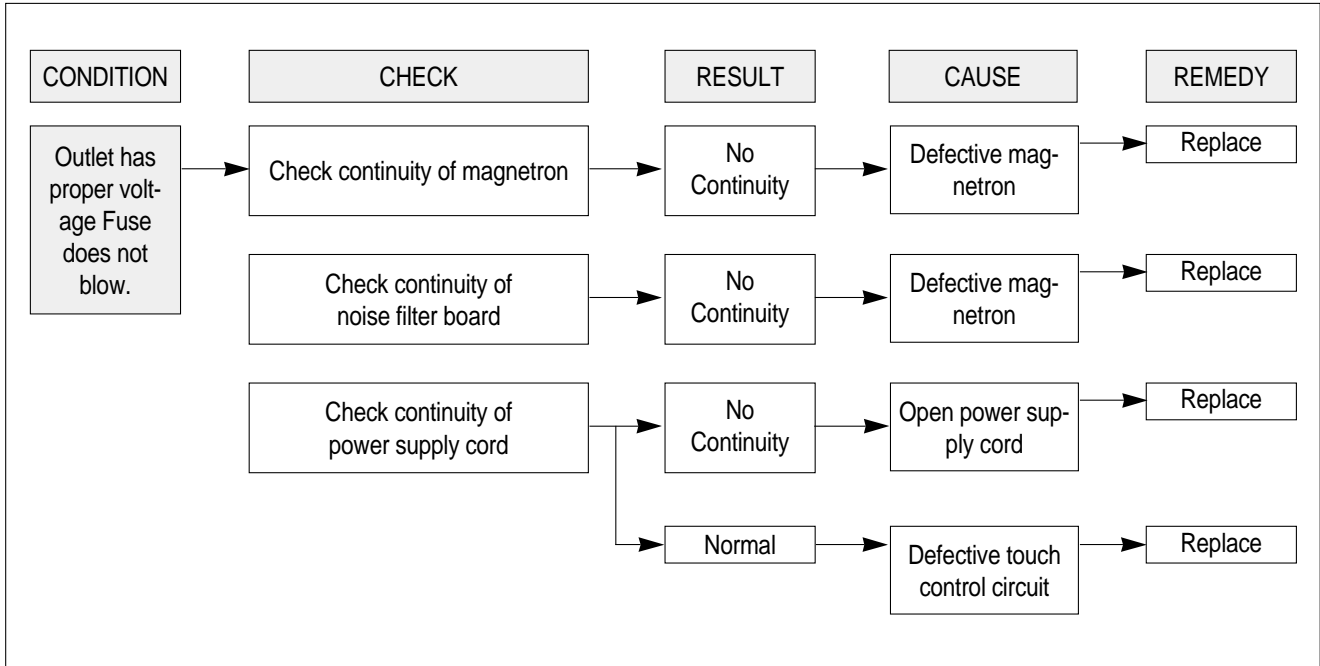 CONDITION
CHECK
RESULT
CAUSE
REMEDY
Outlet has
proper volt-
age Fuse
does not
blow.
Check continuity of magnetron
No
Continuity
Defective mag-
netron
Replace
Check continuity of
noise filter board
No
Continuity
Defective mag-
netron
Replace
Check continuity of
power supply cord
No
Continuity
Open power sup-
ply cord
Replace
Normal
Defective touch
control circuit
Replace